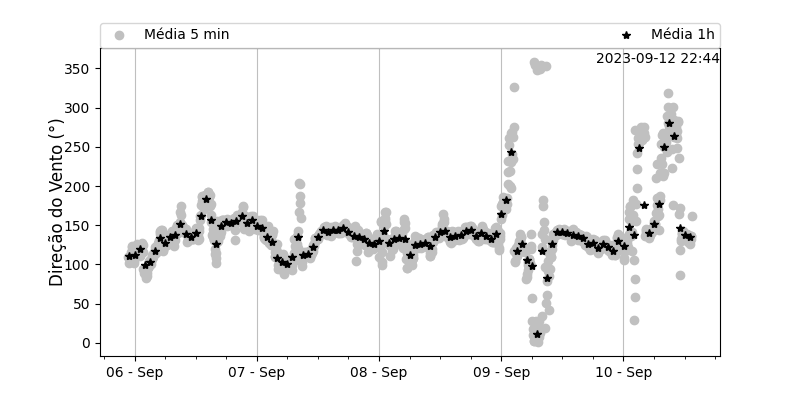 Média 5 min
Média 1h
2023-09-12 22:44
350
300
250
200
150
100
50
0
Direção do Vento (°)
06 - Sep
07 - Sep
08 - Sep
09 - Sep
10 - Sep